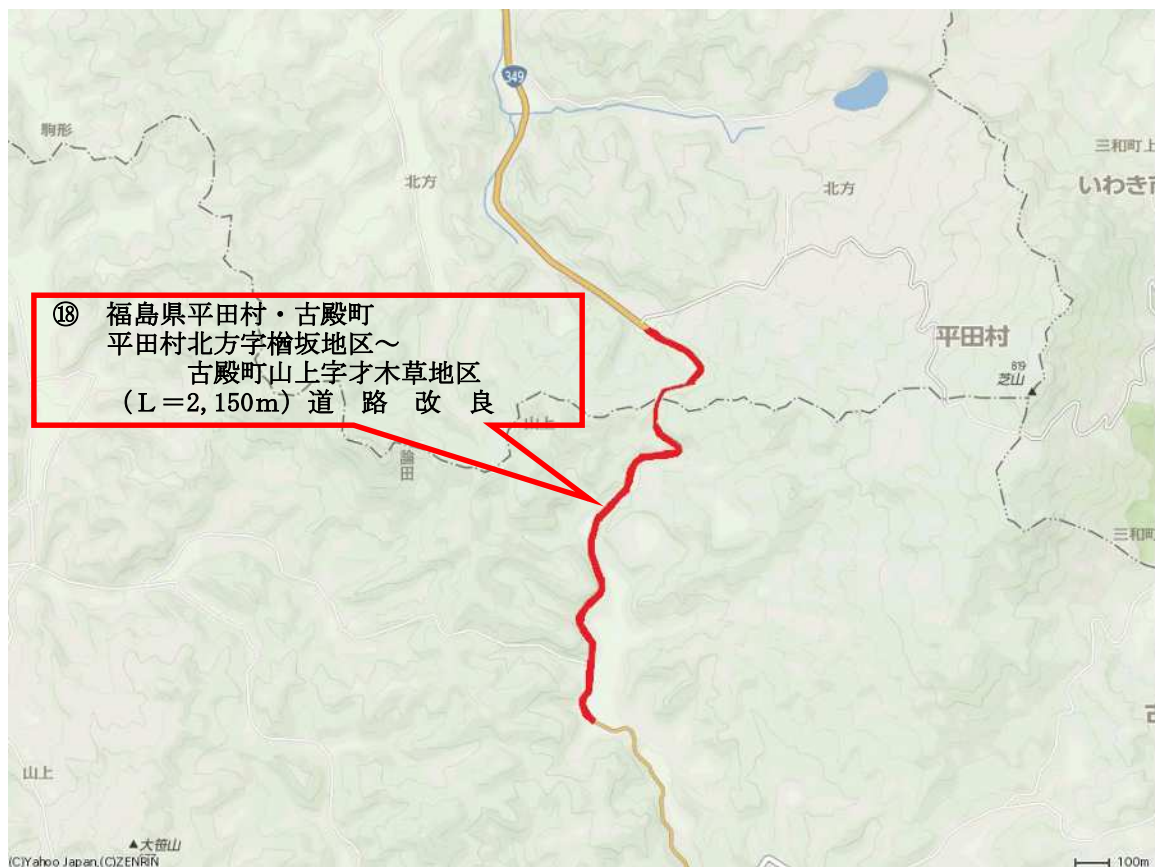 349
駒形
北方
北方
三和町上
いわき市
⑱ 福島県平田村・古殿町
平田村北方字楢坂地区～
古殿町山上字才木草地区
(L=2,150m) 道 路 改 良
平田村
819
芝山
山上
論田
三和町
古
山上
▲大笹山
(C)Yahoo Japan,(C)ZENRIN
100m